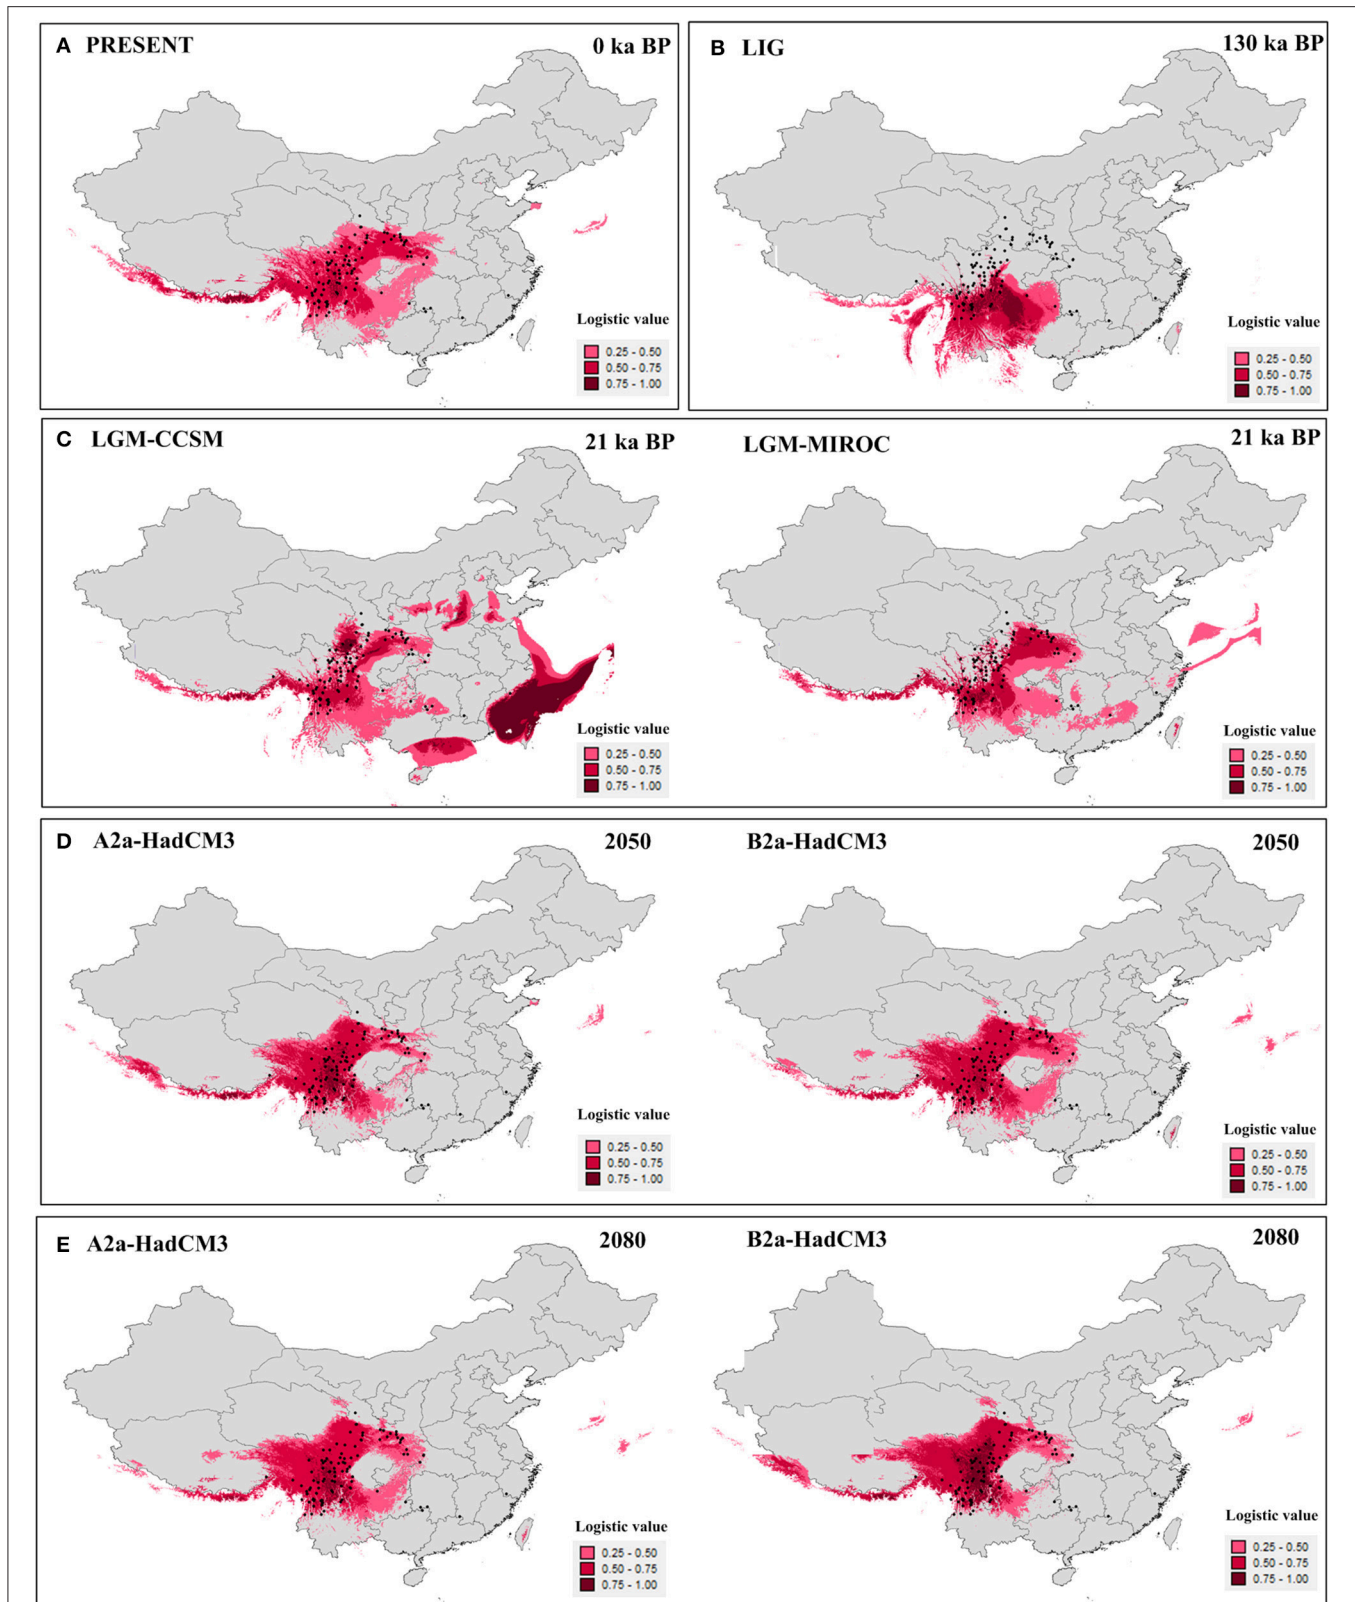 A PRESENT 0 ka BP
Logistic value
0.25 - 0.50
0.50 - 0.75
0.75 - 1.00
B LIG 130 ka BP
Logistic value
0.25 - 0.50
0.50 - 0.75
0.75 - 1.00
C LGM-CCSM 21 ka BP
Logistic value
0.25 - 0.50
0.50 - 0.75
0.75 - 1.00
LGM-MIROC 21 ka BP
Logistic value
0.25 - 0.50
0.50 - 0.75
0.75 - 1.00
D A2a-HadCM3 2050
Logistic value
0.25 - 0.50
0.50 - 0.75
0.75 - 1.00
B2a-HadCM3 2050
Logistic value
0.25 - 0.50
0.50 - 0.75
0.75 - 1.00
E A2a-HadCM3 2080
Logistic value
0.25 - 0.50
0.50 - 0.75
0.75 - 1.00
B2a-HadCM3 2080
Logistic value
0.25 - 0.50
0.50 - 0.75
0.75 - 1.00